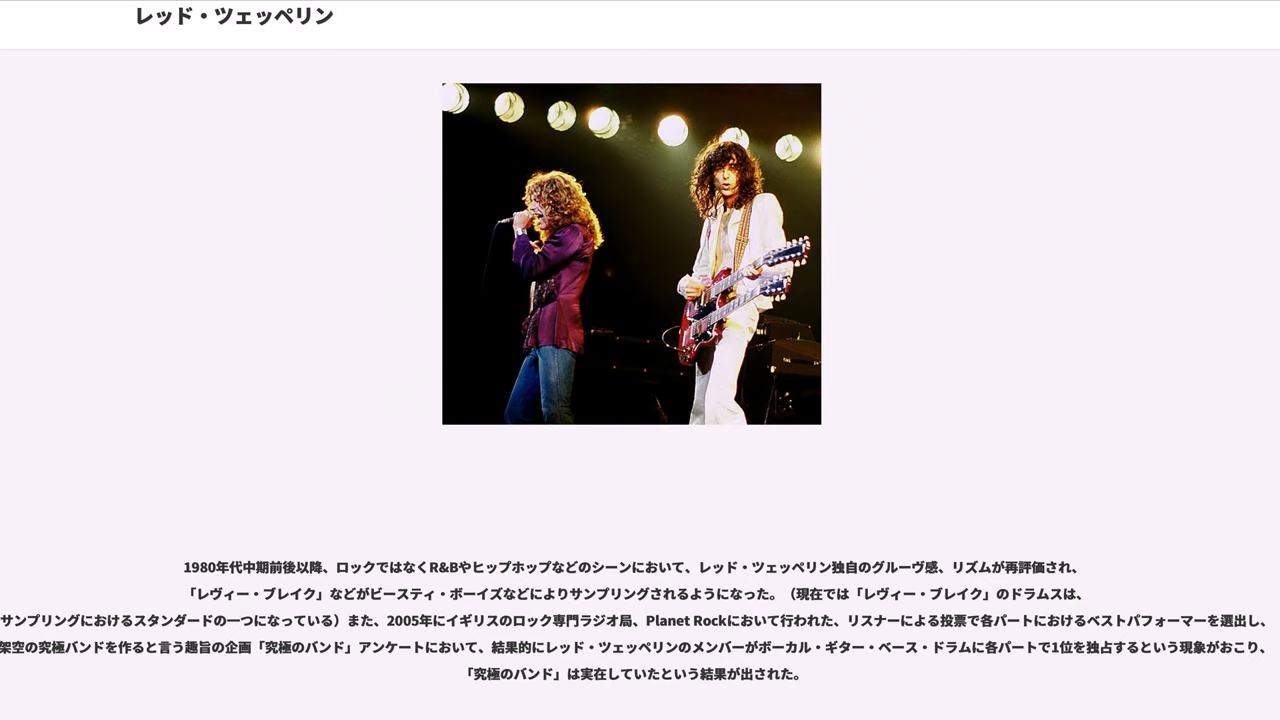 レッド・ツェッペリン
1980年代中期前後以降、ロックではなくR&Bやヒップホップなどのシーンにおいて、レッド・ツェッペリン独自のグルーヴ感、リズムが再評価され、
「レヴィー・ブレイク」などがビースティ・ボーイズなどによりサンプリングされるようになった。（現在では「レヴィー・ブレイク」のドラムスは、
サンプリングにおけるスタンダードの一つになっている）また、2005年にイギリスのロック専門ラジオ局、Planet Rockにおいて行われた、リスナーによる投票で各パートにおけるベストパフォーマーを選出し、
架空の究極バンドを作ると言う趣旨の企画「究極のバンド」アンケートにおいて、結果的にレッド・ツェッペリンのメンバーがボーカル・ギター・ベース・ドラムに各パートで1位を独占するという現象がおこり、
「究極のバンド」は実在していたという結果が出された。